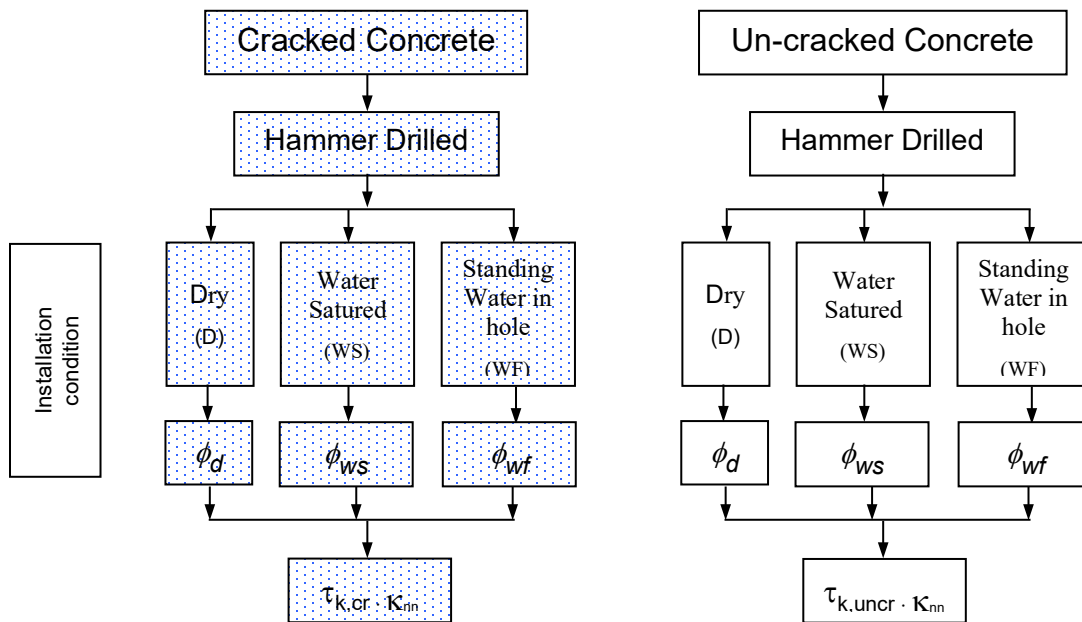 Cracked Concrete
Un-cracked Concrete
Hammer Drilled
Hammer Drilled
Installation
condition
Dry
(D)
Water
Satured
(WS)
Standing
Water in
hole
(WF)
Dry
(D)
Water
Satured
(WS)
Standing
Water in
hole
(WF)
ϕd
ϕws
ϕwf
ϕd
ϕws
ϕwf
τk,cr · κnn
τk,uncr · κnn